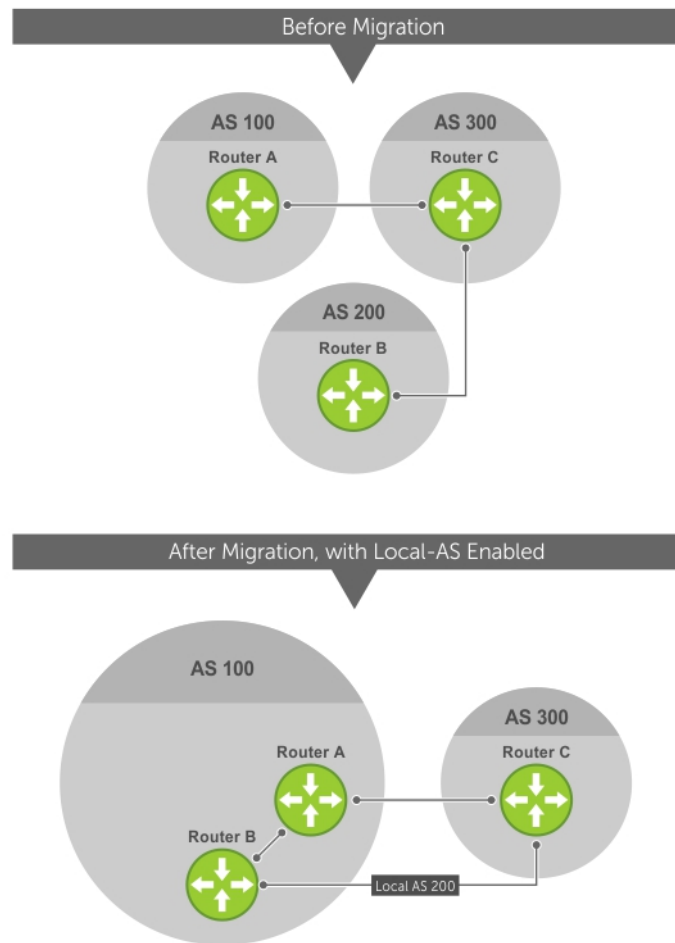 Before Migration
AS 100
AS 300
Router A
Router C
AS 200
Router B
After Migration, with Local-AS Enabled
AS 100
AS 300
Router A
Router C
Router B
Local AS 200